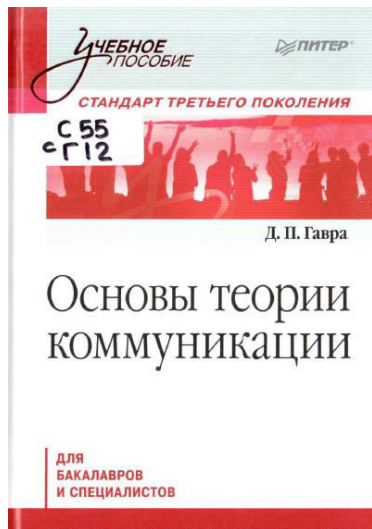 УЧЕБНОЕ
ПОСОБИЕ
ПИТЕР
СТАНДАРТ ТРЕТЬЕГО ПОКОЛЕНИЯ
С 55
с Г12
Д. П. Гавра
Основы теории
коммуникации
ДЛЯ
БАКАЛАВРОВ
И СПЕЦИАЛИСТОВ